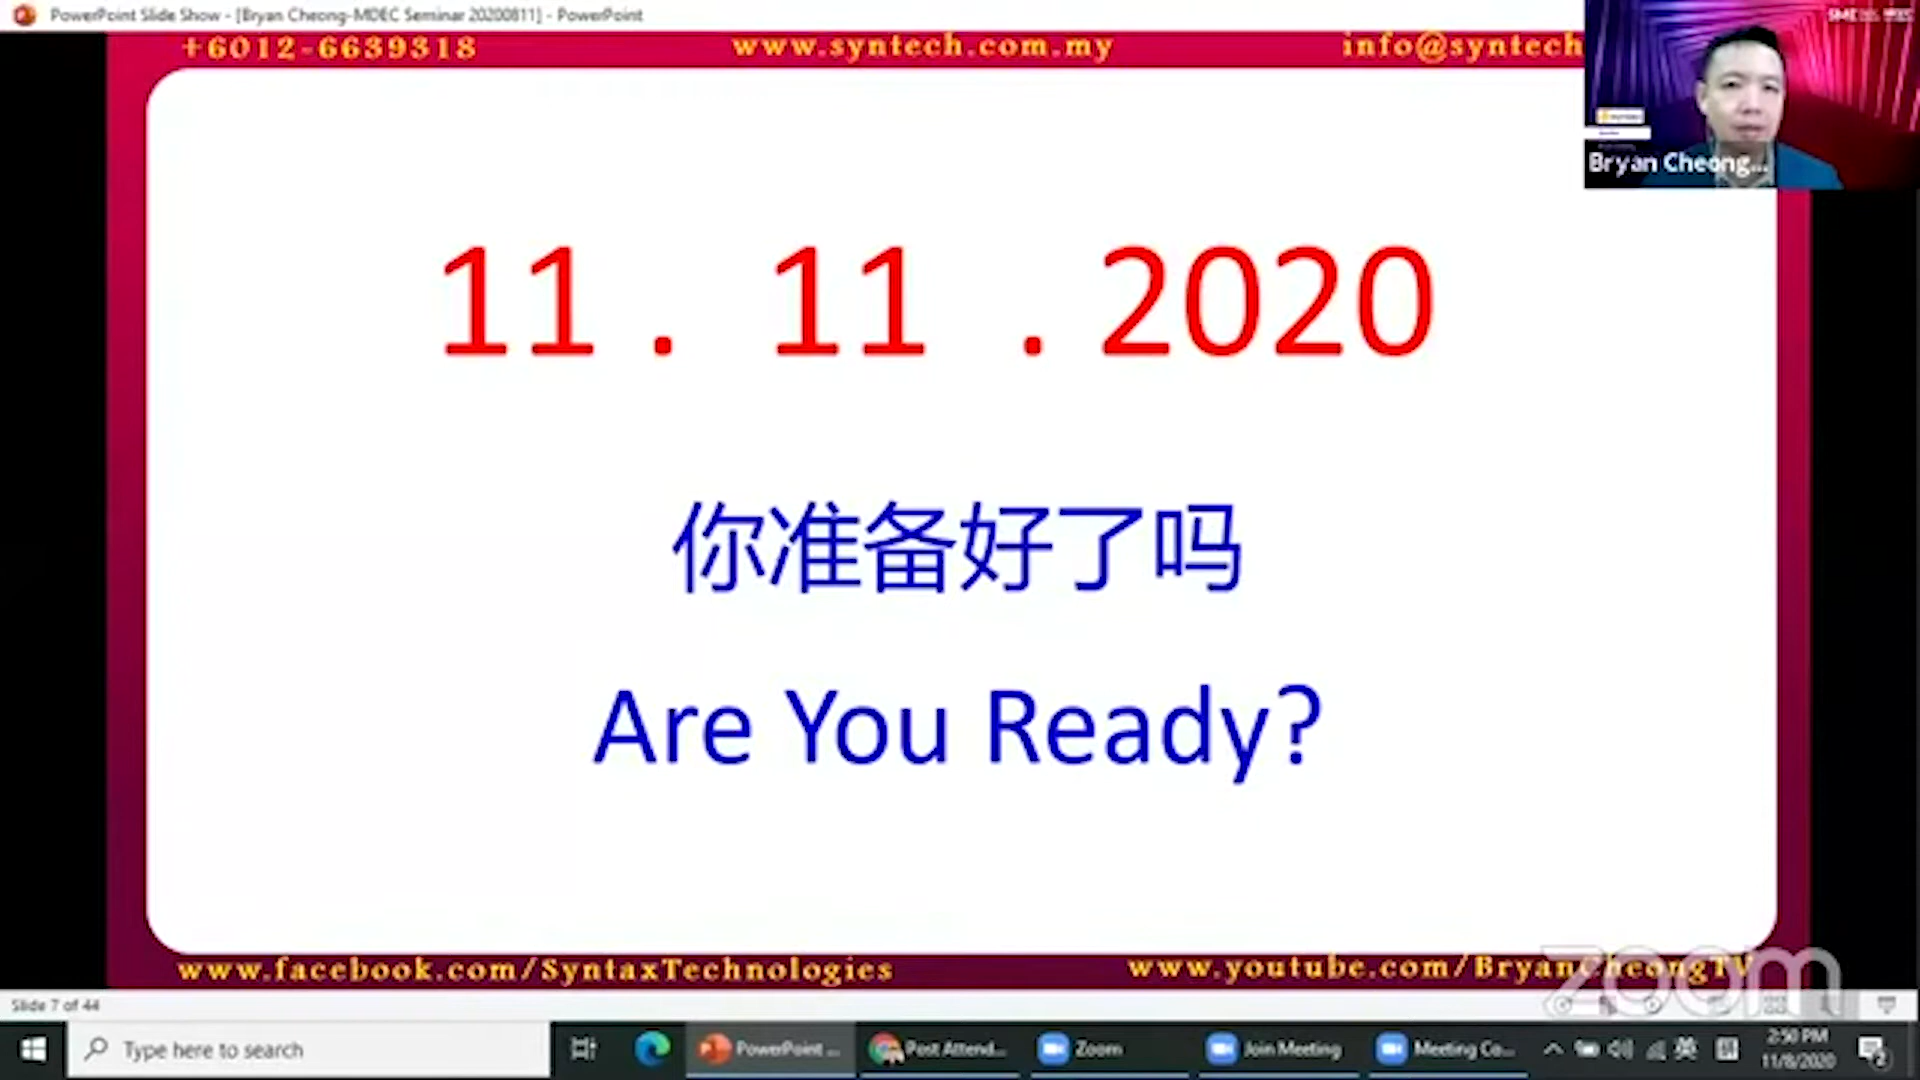 PowerPoint Slide Show - [Bryan Cheong-MDEC Seminar 20200811] - PowerPoint
+6012-6639318
www.syntech.com.my
info@syntech
Bryan Cheong...
11 . 11 . 2020
你准备好了吗
Are You Ready?
www.facebook.com/SyntaxTechnologies
www.youtube.com/BryanCheongTV
zoom
Slide 7 of 44
Type here to search
PowerPoint ...
Post Attend...
Zoom
Join Meeting
Meeting Co...
英
2:50 PM
11/8/2020
2